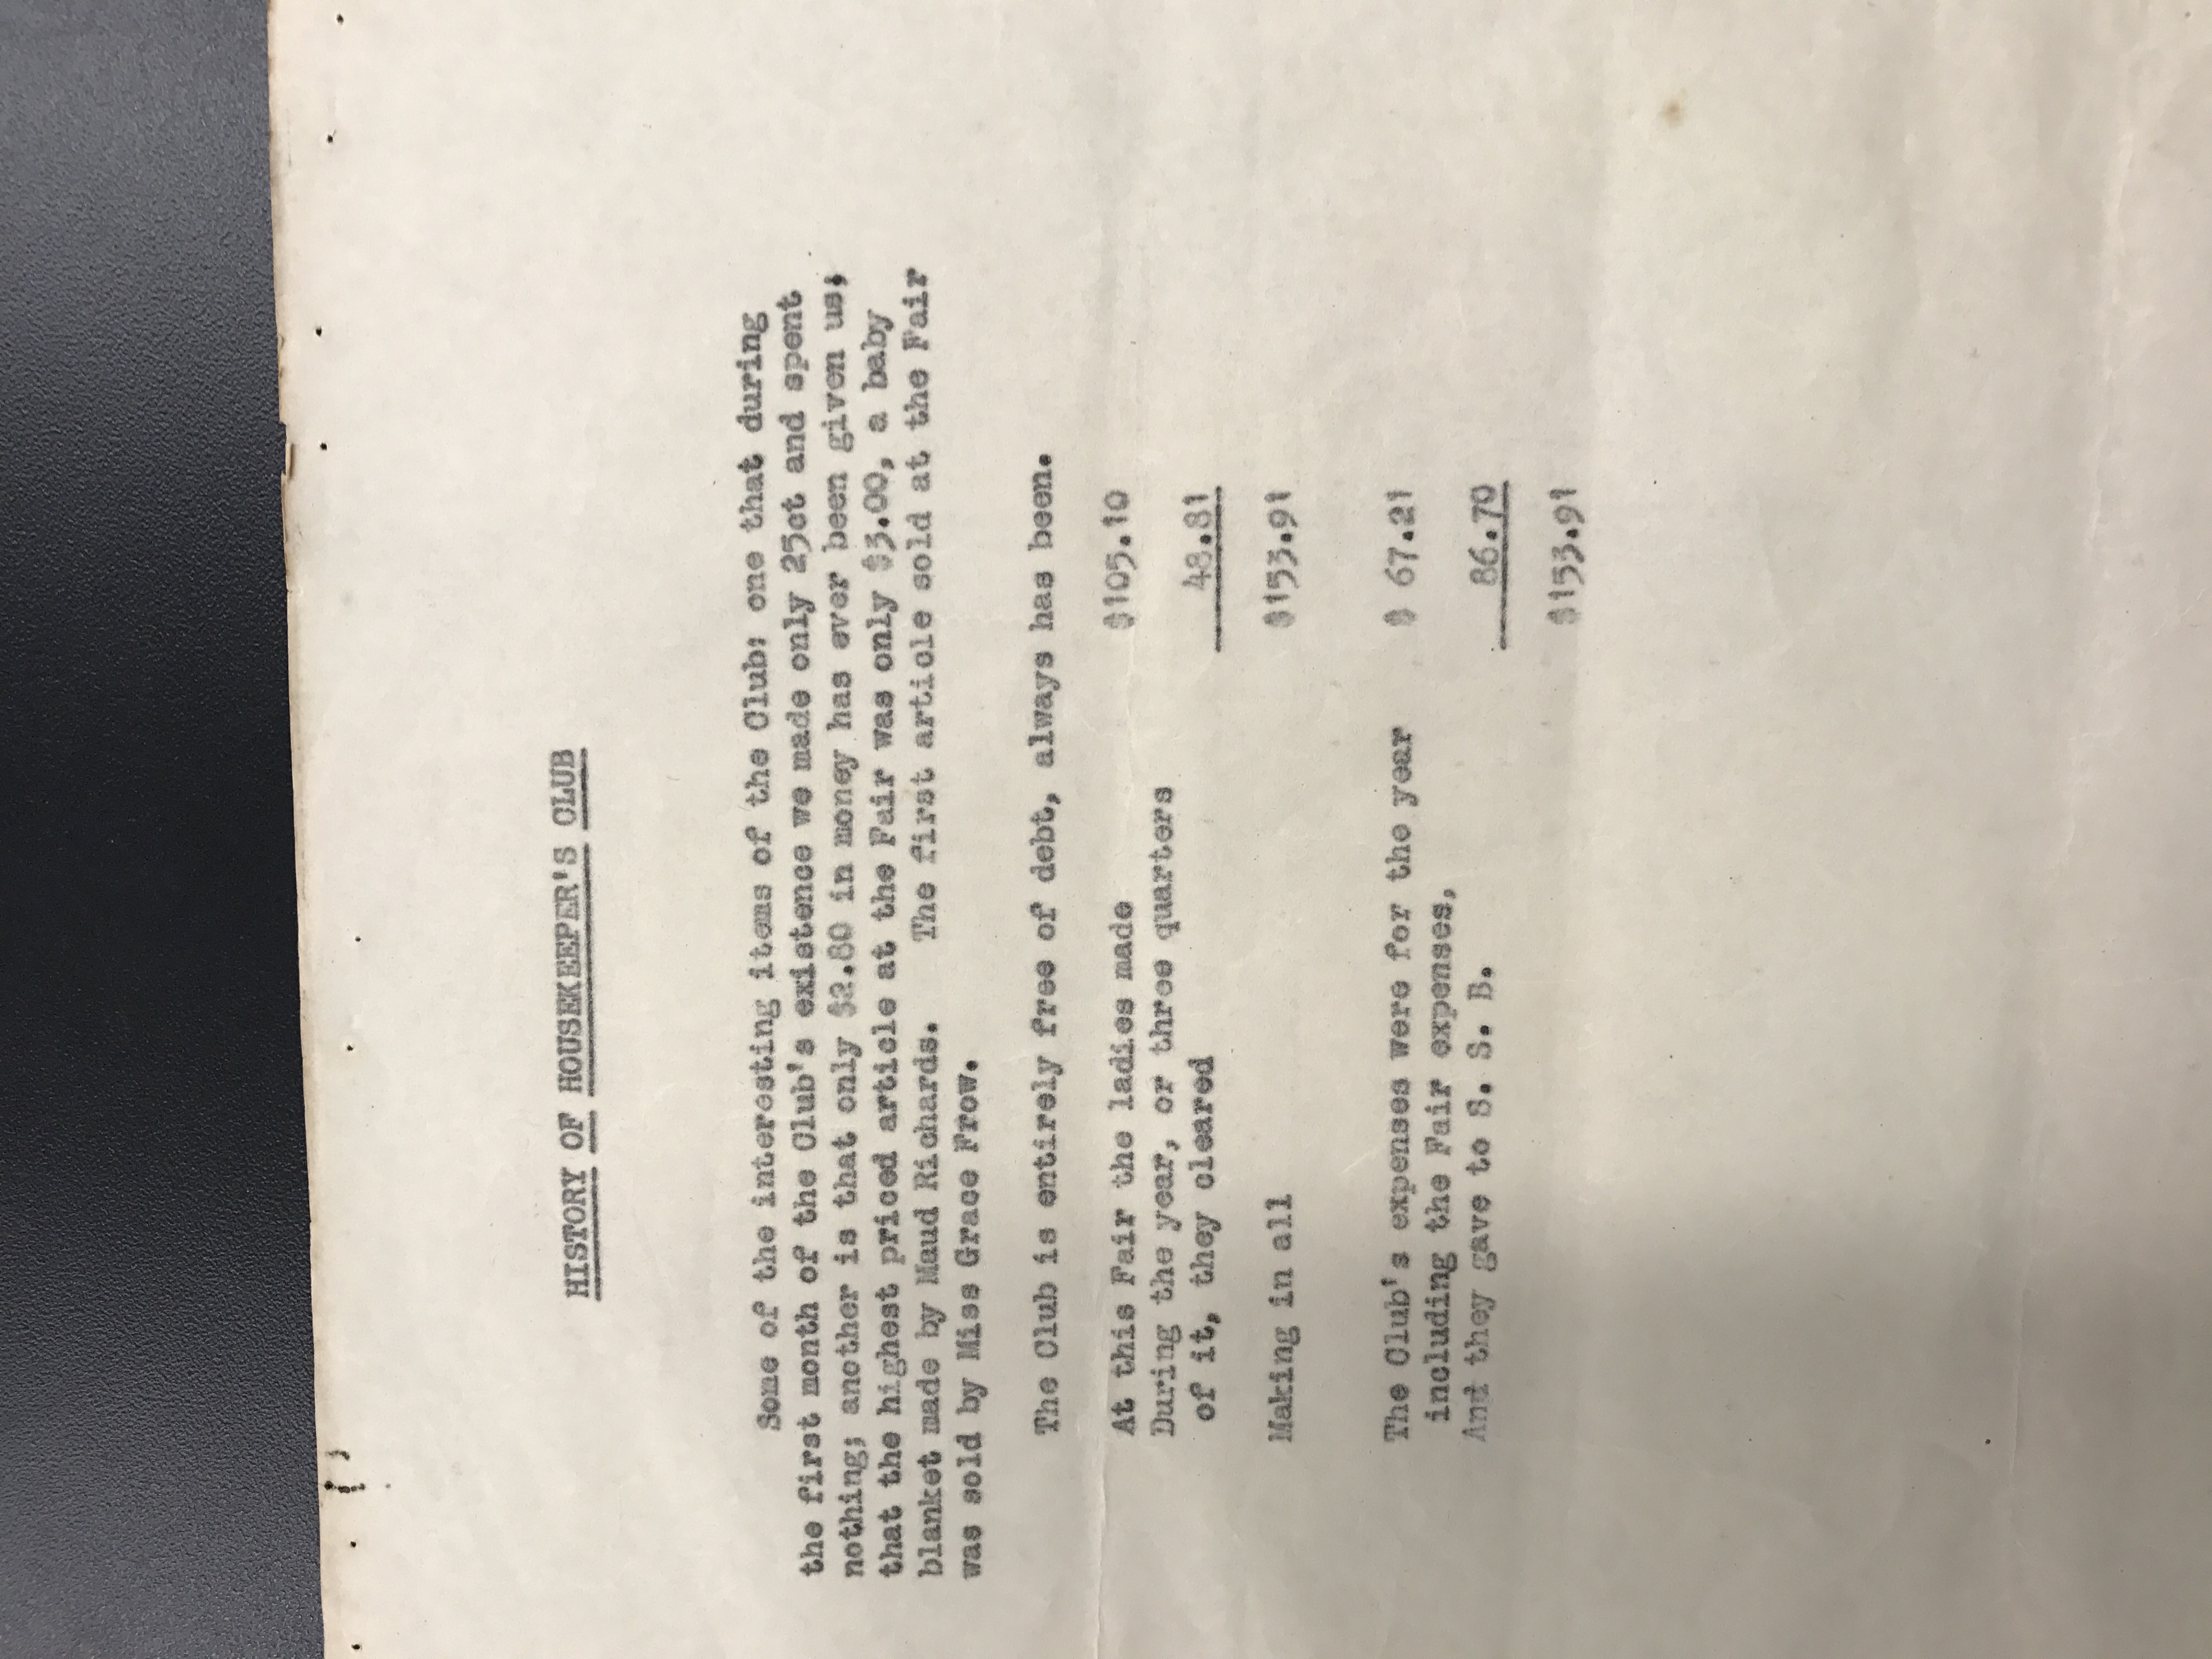 HISTORY OF HOUSEKEEPER'S CLUB
Some of the interesting items of the Club: one that during
the first month of the Club's existence we made only 25ct and spent
nothing; another is that only $2.80 in money has ever been given us;
that the highest priced article at the Fair was only $3.00, a baby
blanket made by Maud Richards. The first article sold at the Fair
was sold by Miss Grace Frow.
The Club is entirely free of debt, always has been.
At this Fair the ladies made $105.10
During the year, or three quarters
of it, they cleared 48.81
Making in all $153.91
The Club's expenses were for the year $ 67.21
including the Fair expenses,
And they gave to S. S. B. 86.70
$153.91